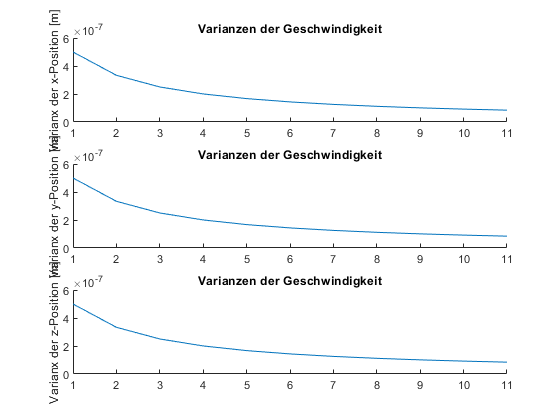 Varianzen der Geschwindigkeit
×10^-7
6
4
2
0
Varianx der x-Position [m]
1 2 3 4 5 6 7 8 9 10 11
Varianzen der Geschwindigkeit
×10^-7
6
4
2
0
Varianx der y-Position [m]
1 2 3 4 5 6 7 8 9 10 11
Varianzen der Geschwindigkeit
×10^-7
6
4
2
0
Varianx der z-Position [m]
1 2 3 4 5 6 7 8 9 10 11